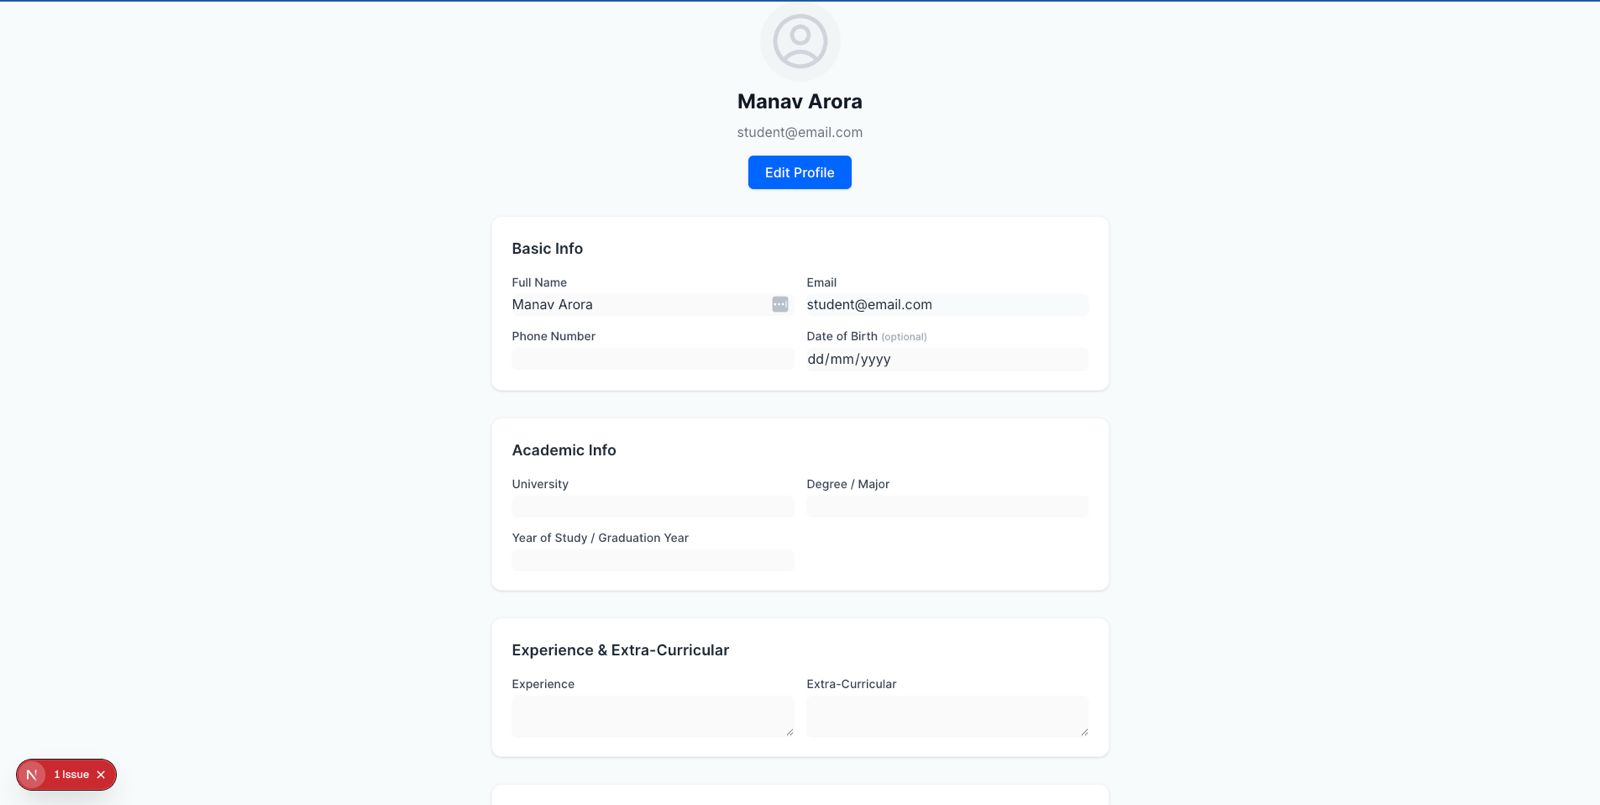 Manav Arora
student@email.com
Edit Profile
Basic Info
Full Name
Email
Manav Arora
student@email.com
Phone Number
Date of Birth (optional)
dd/mm/yyyy
Academic Info
University
Degree / Major
Year of Study / Graduation Year
Experience & Extra-Curricular
Experience
Extra-Curricular
N 1 Issue